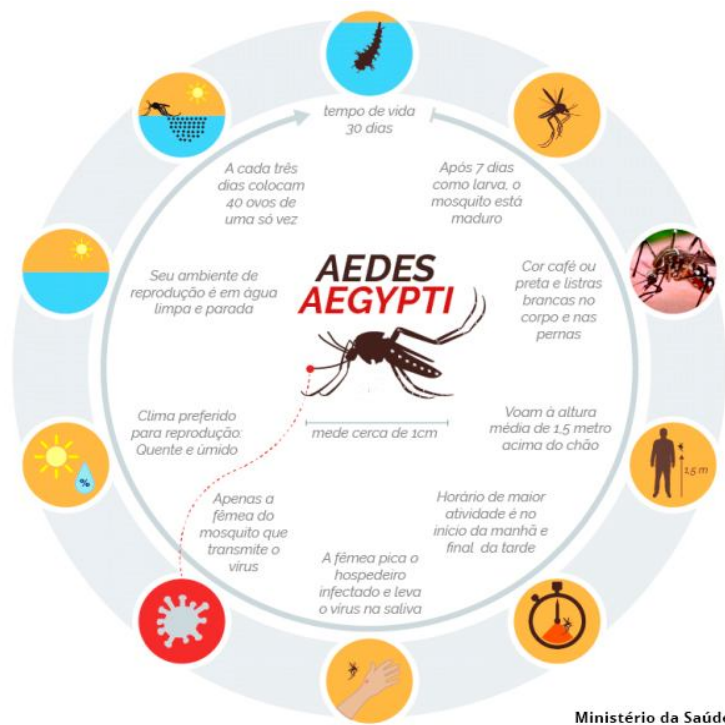 tempo de vida
30 dias
Após 7 dias
como larva, o
mosquito está
maduro
Cor café ou
preta e listras
brancas no
corpo e nas
pernas
Voam à altura
média de 1,5 metro
acima do chão
1,5 m
Horário de maior
atividade é no
início da manhã e
final da tarde
A fêmea pica o
hospedeiro
infectado e leva
o vírus na saliva
Apenas a
fêmea do
mosquito que
transmite o
vírus
Clima preferido
para reprodução:
Quente e úmido
%
Seu ambiente de
reprodução é em água
limpa e parada
A cada três
dias colocam
40 ovos de
uma só vez
AEDES
AEGYPTI
mede cerca de 1cm
Ministério da Saúde